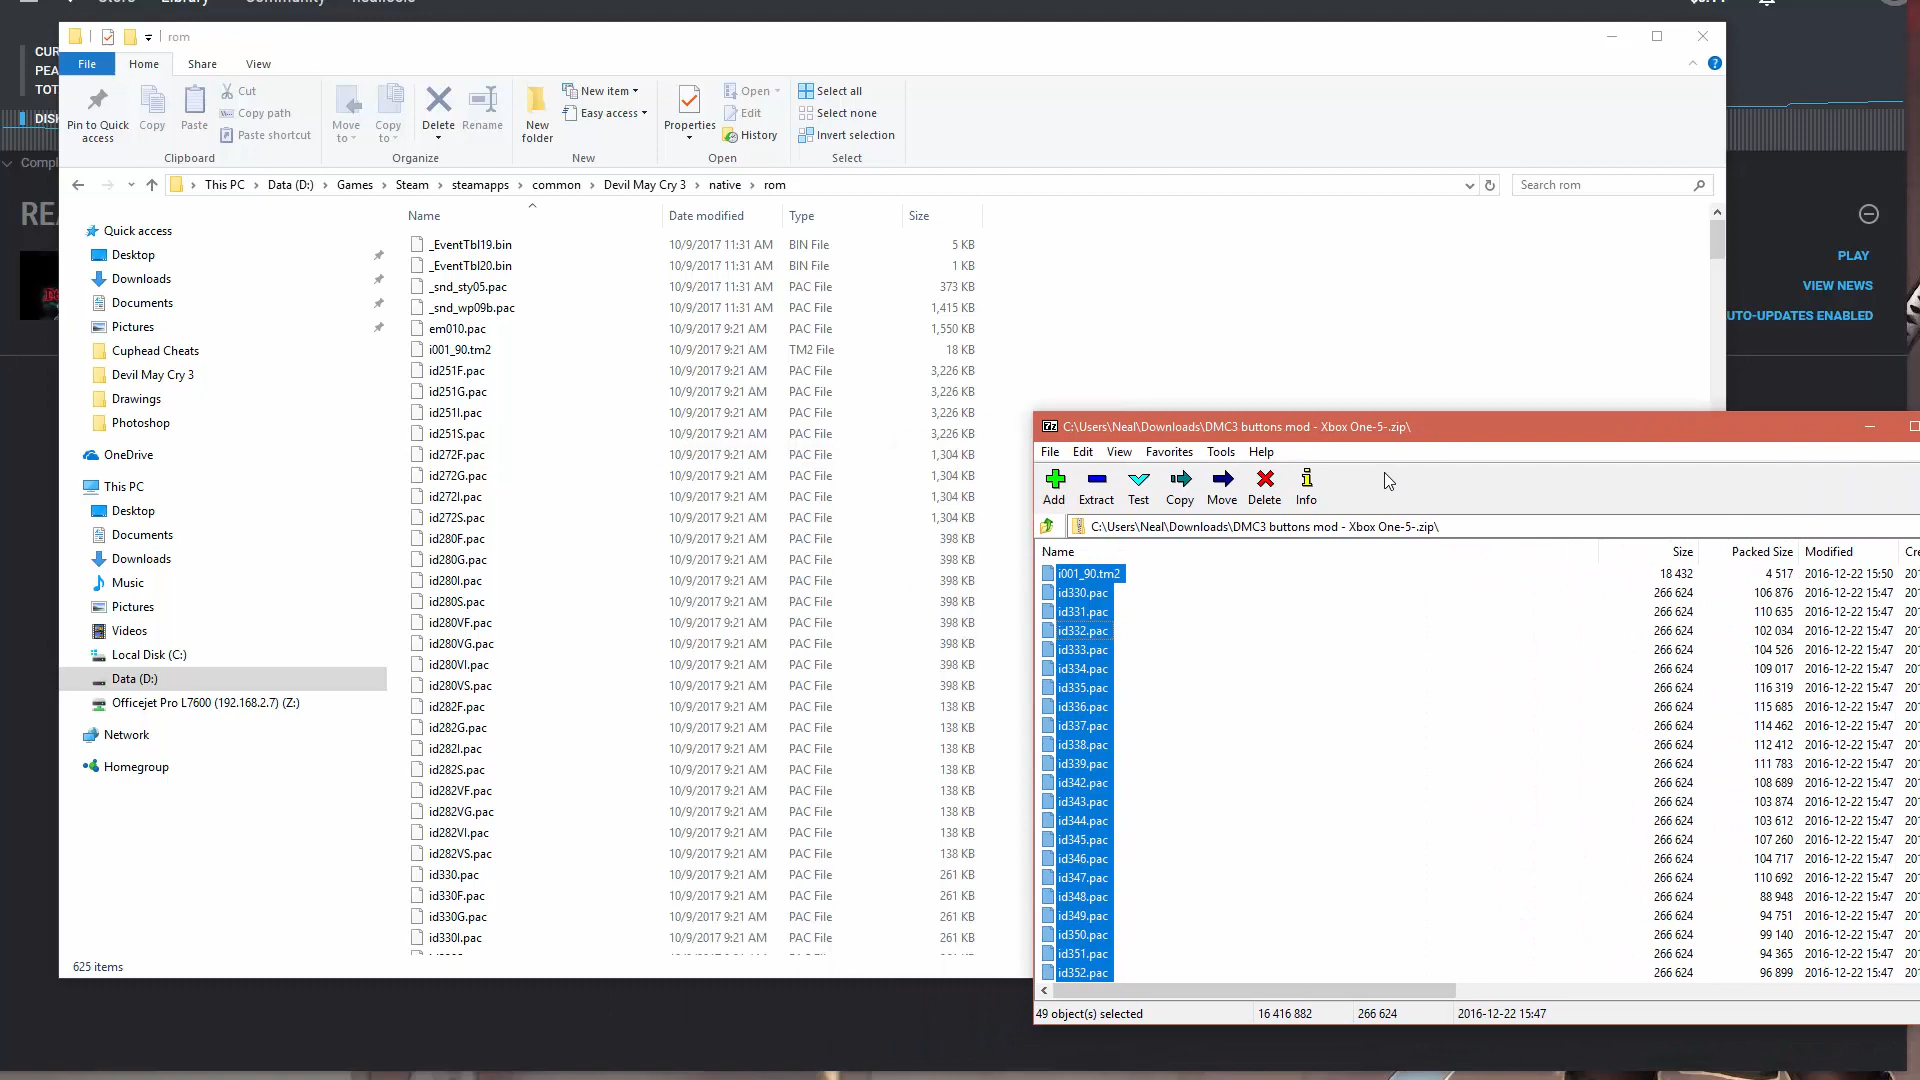 Library
CUR
PEA
TOT
DISK
Compl
REA
rom
File Home Share View
Pin to Quick access
Copy
Paste
Cut
Copy path
Paste shortcut
Clipboard
Move to
Copy to
Delete
Rename
Organize
New folder
New item
Easy access
New
Properties
Open
Edit
History
Open
Select all
Select none
Invert selection
Select
This PC > Data (D:) > Games > Steam > steamapps > common > Devil May Cry 3 > native > rom
Search rom
Quick access
Desktop
Downloads
Documents
Pictures
Cuphead Cheats
Devil May Cry 3
Drawings
Photoshop
OneDrive
This PC
Desktop
Documents
Downloads
Music
Pictures
Videos
Local Disk (C:)
Data (D:)
Officejet Pro L7600 (192.168.2.7) (Z:)
Network
Homegroup
Name Date modified Type Size
_EventTbl19.bin 10/9/2017 11:31 AM BIN File 5 KB
_EventTbl20.bin 10/9/2017 11:31 AM BIN File 1 KB
_snd_sty05.pac 10/9/2017 11:31 AM PAC File 373 KB
_snd_wp09b.pac 10/9/2017 11:31 AM PAC File 1,415 KB
em010.pac 10/9/2017 9:21 AM PAC File 1,550 KB
i001_90.tm2 10/9/2017 9:21 AM TM2 File 18 KB
id251F.pac 10/9/2017 9:21 AM PAC File 3,226 KB
id251G.pac 10/9/2017 9:21 AM PAC File 3,226 KB
id251I.pac 10/9/2017 9:21 AM PAC File 3,226 KB
id251S.pac 10/9/2017 9:21 AM PAC File 3,226 KB
id272F.pac 10/9/2017 9:21 AM PAC File 1,304 KB
id272G.pac 10/9/2017 9:21 AM PAC File 1,304 KB
id272I.pac 10/9/2017 9:21 AM PAC File 1,304 KB
id272S.pac 10/9/2017 9:21 AM PAC File 1,304 KB
id280F.pac 10/9/2017 9:21 AM PAC File 398 KB
id280G.pac 10/9/2017 9:21 AM PAC File 398 KB
id280I.pac 10/9/2017 9:21 AM PAC File 398 KB
id280S.pac 10/9/2017 9:21 AM PAC File 398 KB
id280VF.pac 10/9/2017 9:21 AM PAC File 398 KB
id280VG.pac 10/9/2017 9:21 AM PAC File 398 KB
id280VI.pac 10/9/2017 9:21 AM PAC File 398 KB
id280VS.pac 10/9/2017 9:21 AM PAC File 398 KB
id282F.pac 10/9/2017 9:21 AM PAC File 138 KB
id282G.pac 10/9/2017 9:21 AM PAC File 138 KB
id282I.pac 10/9/2017 9:21 AM PAC File 138 KB
id282S.pac 10/9/2017 9:21 AM PAC File 138 KB
id282VF.pac 10/9/2017 9:21 AM PAC File 138 KB
id282VG.pac 10/9/2017 9:21 AM PAC File 138 KB
id282VI.pac 10/9/2017 9:21 AM PAC File 138 KB
id282VS.pac 10/9/2017 9:21 AM PAC File 138 KB
id330.pac 10/9/2017 9:21 AM PAC File 261 KB
id330F.pac 10/9/2017 9:21 AM PAC File 261 KB
id330G.pac 10/9/2017 9:21 AM PAC File 261 KB
id330I.pac 10/9/2017 9:21 AM PAC File 261 KB
625 items
PLAY
VIEW NEWS
UTO-UPDATES ENABLED
C:\Users\Neal\Downloads\DMC3 buttons mod - Xbox One-5-.zip\
File Edit View Favorites Tools Help
Add Extract Test Copy Move Delete Info
C:\Users\Neal\Downloads\DMC3 buttons mod - Xbox One-5-.zip\
Name Size Packed Size Modified Cre
i001_90.tm2 18 432 4 517 2016-12-22 15:50 201
id330.pac 266 624 106 876 2016-12-22 15:47 201
id331.pac 266 624 110 635 2016-12-22 15:47 201
id332.pac 266 624 102 034 2016-12-22 15:47 201
id333.pac 266 624 104 526 2016-12-22 15:47 201
id334.pac 266 624 109 017 2016-12-22 15:47 201
id335.pac 266 624 116 319 2016-12-22 15:47 201
id336.pac 266 624 115 685 2016-12-22 15:47 201
id337.pac 266 624 114 462 2016-12-22 15:47 201
id338.pac 266 624 112 412 2016-12-22 15:47 201
id339.pac 266 624 111 783 2016-12-22 15:47 201
id342.pac 266 624 108 689 2016-12-22 15:47 201
id343.pac 266 624 103 874 2016-12-22 15:47 201
id344.pac 266 624 103 612 2016-12-22 15:47 201
id345.pac 266 624 107 260 2016-12-22 15:47 201
id346.pac 266 624 104 717 2016-12-22 15:47 201
id347.pac 266 624 110 692 2016-12-22 15:47 201
id348.pac 266 624 88 948 2016-12-22 15:47 201
id349.pac 266 624 94 751 2016-12-22 15:47 201
id350.pac 266 624 99 140 2016-12-22 15:47 201
id351.pac 266 624 94 365 2016-12-22 15:47 201
id352.pac 266 624 96 899 2016-12-22 15:47 201
49 object(s) selected 16 416 882 266 624 2016-12-22 15:47